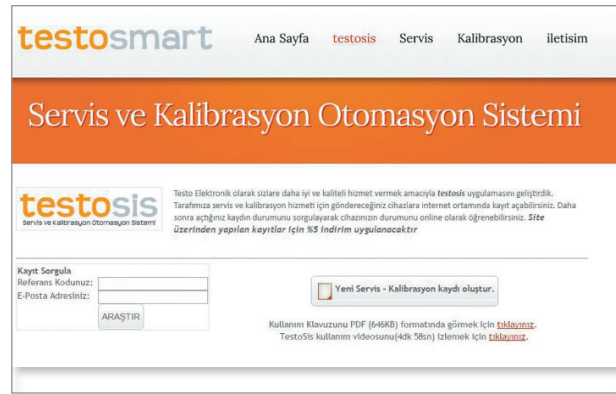 testosmart
Ana Sayfa testosis Servis Kalibrasyon iletisim
Servis ve Kalibrasyon Otomasyon Sistemi
testosis
Servis ve Kalibrasyon Otomasyon Sistemi
Testo Elektronik olarak sizlere daha iyi ve kaliteli hizmet vermek amacıyla testosis uygulamasını geliştirdik.
Tarafımıza servis ve kalibrasyon hizmeti için göndereceğiniz cihazlara internet ortamında kayıt açabilirsiniz. Daha
sonra açtığınız kaydın durumunu sorgulayarak cihazınızın durumunu online olarak öğrenebilirsiniz. Site
üzerinden yapılan kayıtlar için %5 indirim uygulanacaktır
Kayıt Sorgula
Referans Kodunuz:
E-Posta Adresiniz:
ARAŞTIR
Yeni Servis - Kalibrasyon kaydı oluştur.
Kullanım Klavuzunu PDF (646KB) formatında görmek için tıklayınız.
TestoSis kullanım videosunu(4dk 58sn) izlemek için tıklayınız.